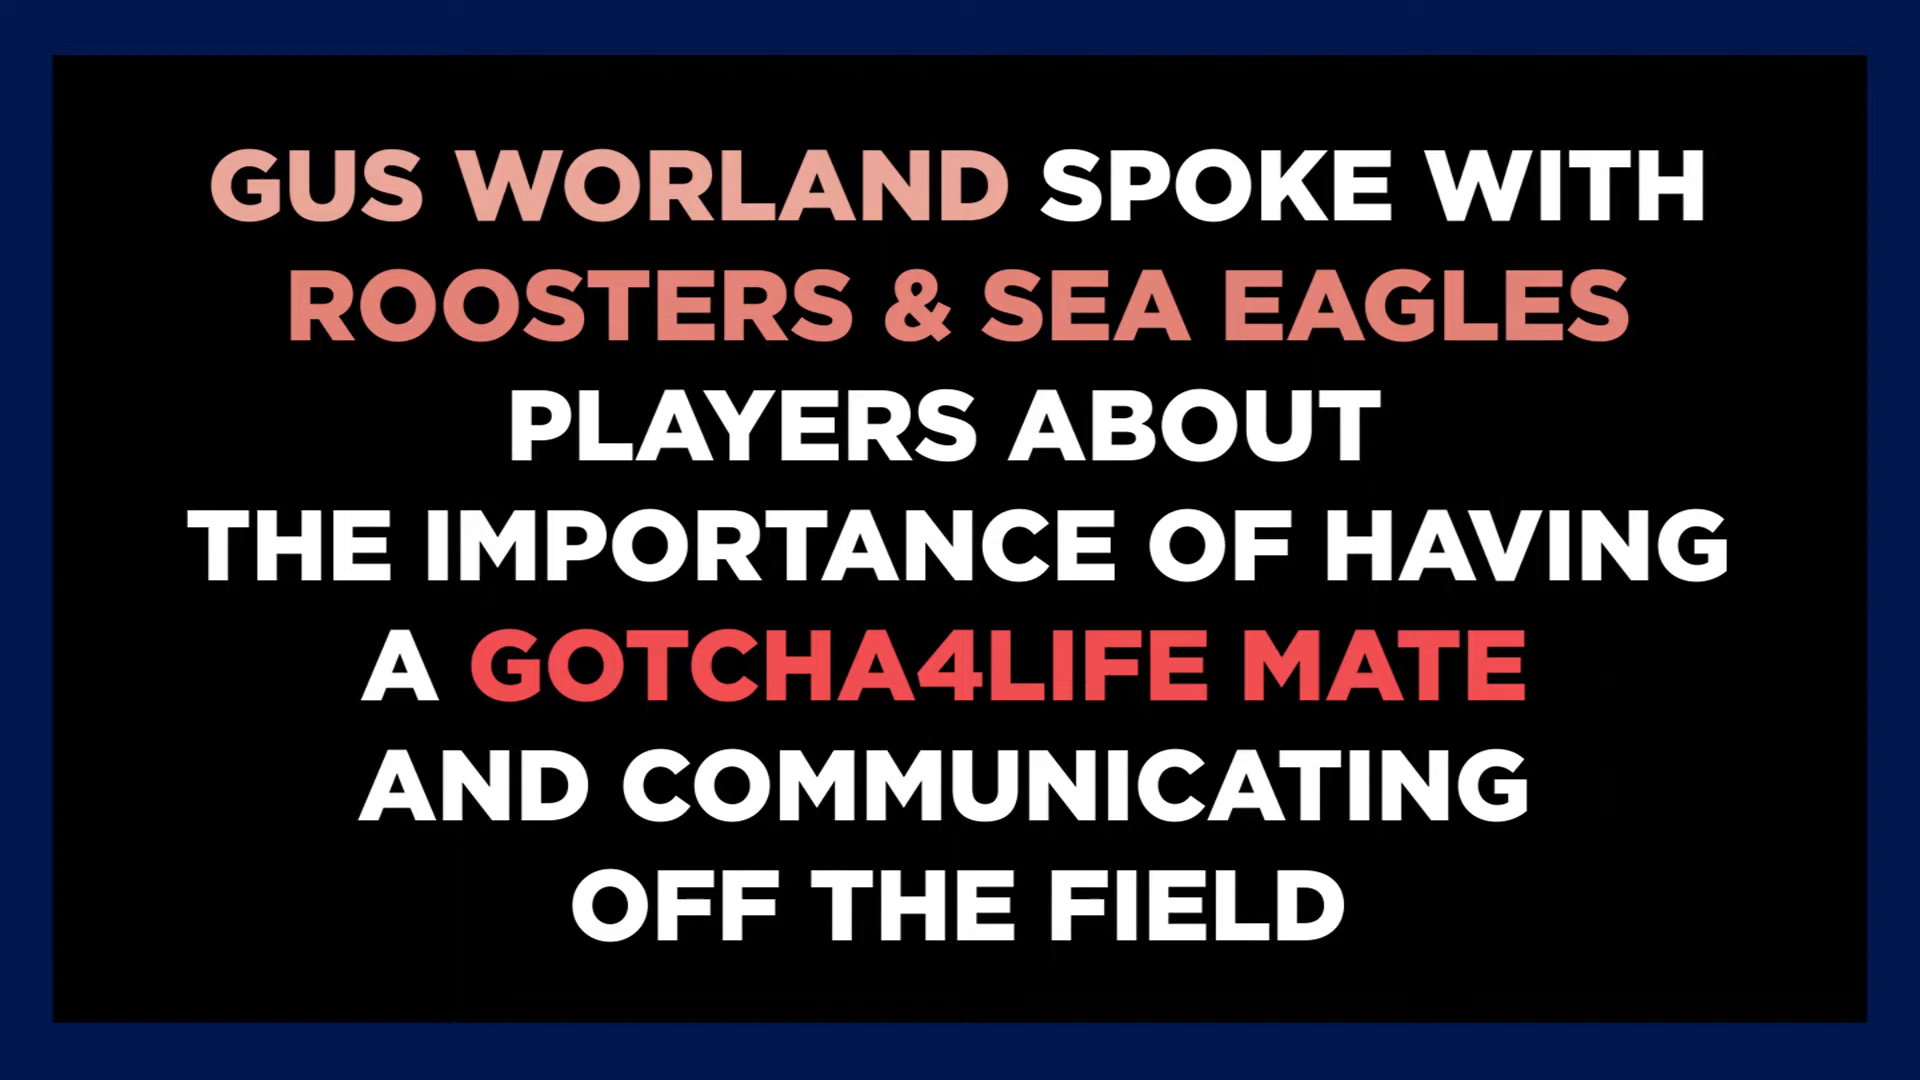 GUS WORLAND SPOKE WITH
ROOSTERS & SEA EAGLES
PLAYERS ABOUT
THE IMPORTANCE OF HAVING
A GOTCHA4LIFE MATE
AND COMMUNICATING
OFF THE FIELD